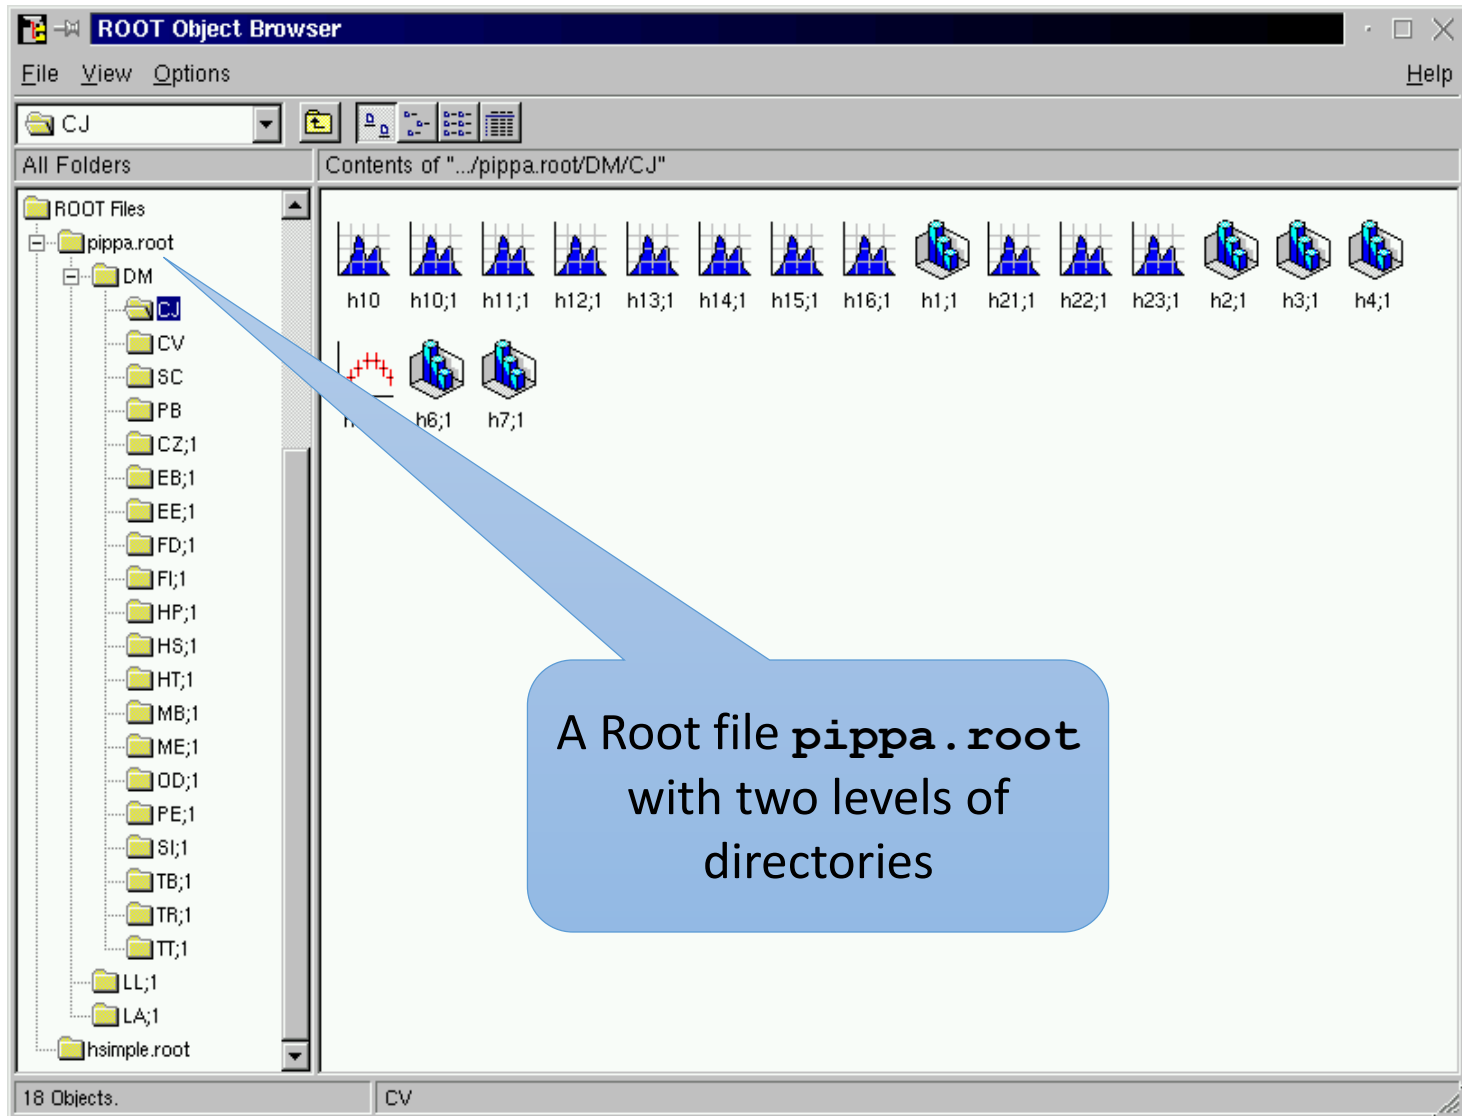 ROOT Object Browser
File View Options Help
CJ
All Folders
Contents of ".../pippa.root/DM/CJ"
ROOT Files
pippa.root
DM
CJ
CV
SC
PB
CZ;1
EB;1
EE;1
FD;1
FI;1
HP;1
HS;1
HT;1
MB;1
ME;1
OD;1
PE;1
SI;1
TB;1
TR;1
TT;1
LL;1
LA;1
hsimple.root
h10 h10;1 h11;1 h12;1 h13;1 h14;1 h15;1 h16;1 h1;1 h21;1 h22;1 h23;1 h2;1 h3;1 h4;1
h6;1 h7;1
A Root file pippa.root
with two levels of
directories
18 Objects.
CV